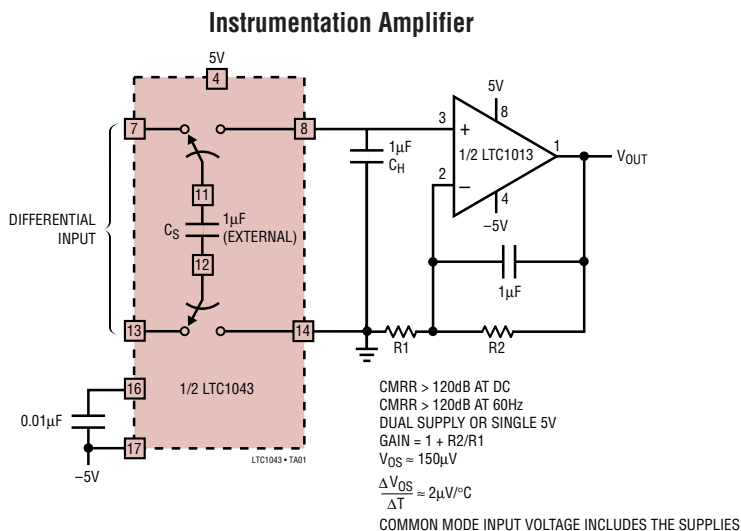 Instrumentation Amplifier
5V
4
7
8
11
CS
1µF
(EXTERNAL)
12
DIFFERENTIAL
INPUT
13
14
16
1/2 LTC1043
0.01µF
17
–5V
LTC1043 • TA01
1µF
CH
5V
8
3
+
1/2 LTC1013
1
VOUT
2
–
4
–5V
1µF
R1
R2
CMRR > 120dB AT DC
CMRR > 120dB AT 60Hz
DUAL SUPPLY OR SINGLE 5V
GAIN = 1 + R2/R1
VOS ≈ 150µV
ΔVOS
ΔT
≈ 2µV/°C
COMMON MODE INPUT VOLTAGE INCLUDES THE SUPPLIES